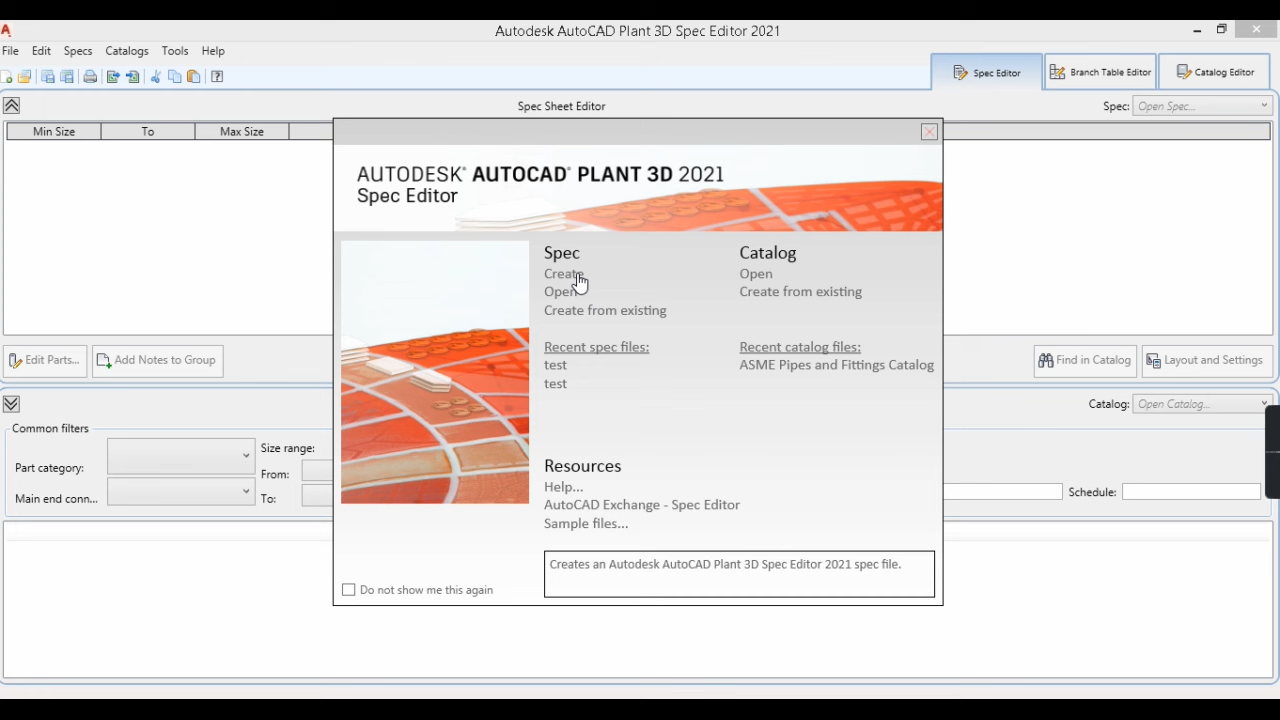 Autodesk AutoCAD Plant 3D Spec Editor 2021
File Edit Specs Catalogs Tools Help
Spec Editor Branch Table Editor Catalog Editor
Spec Sheet Editor Spec: Open Spec...
Min Size To Max Size
AUTODESK® AUTOCAD® PLANT 3D 2021
Spec Editor
Spec Catalog
Create Open
Open Create from existing
Create from existing
Recent spec files: Recent catalog files:
test ASME Pipes and Fittings Catalog
test
Edit Parts... Add Notes to Group Find in Catalog Layout and Settings
Catalog: Open Catalog...
Common filters
Size range:
Part category: From:
Main end conn... To: Schedule:
Resources
Help...
AutoCAD Exchange - Spec Editor
Sample files...
Creates an Autodesk AutoCAD Plant 3D Spec Editor 2021 spec file.
Do not show me this again